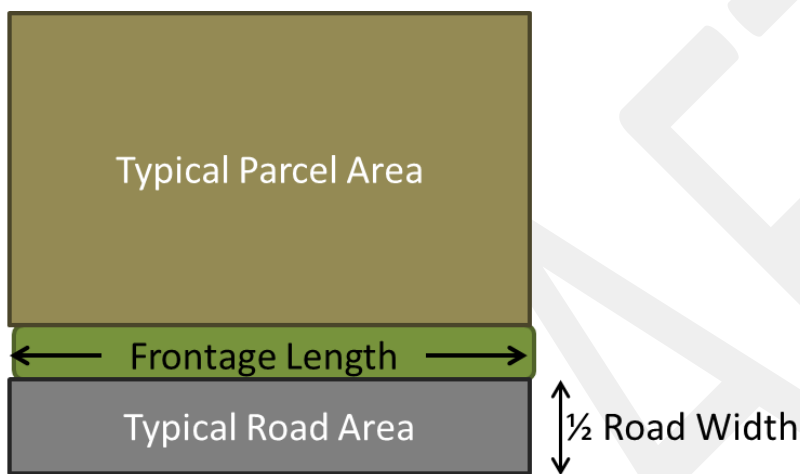 Typical Parcel Area
Frontage Length
Typical Road Area
½ Road Width